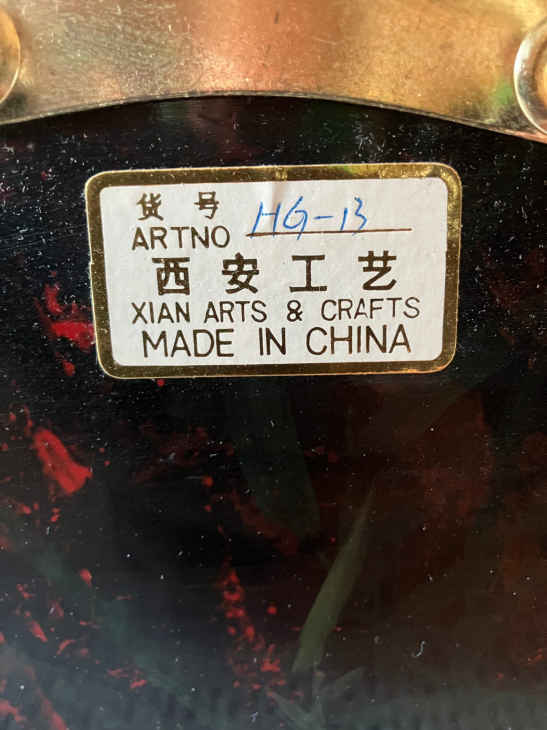 货号
ARTNO HG-13
西安工艺
XIAN ARTS & CRAFTS
MADE IN CHINA